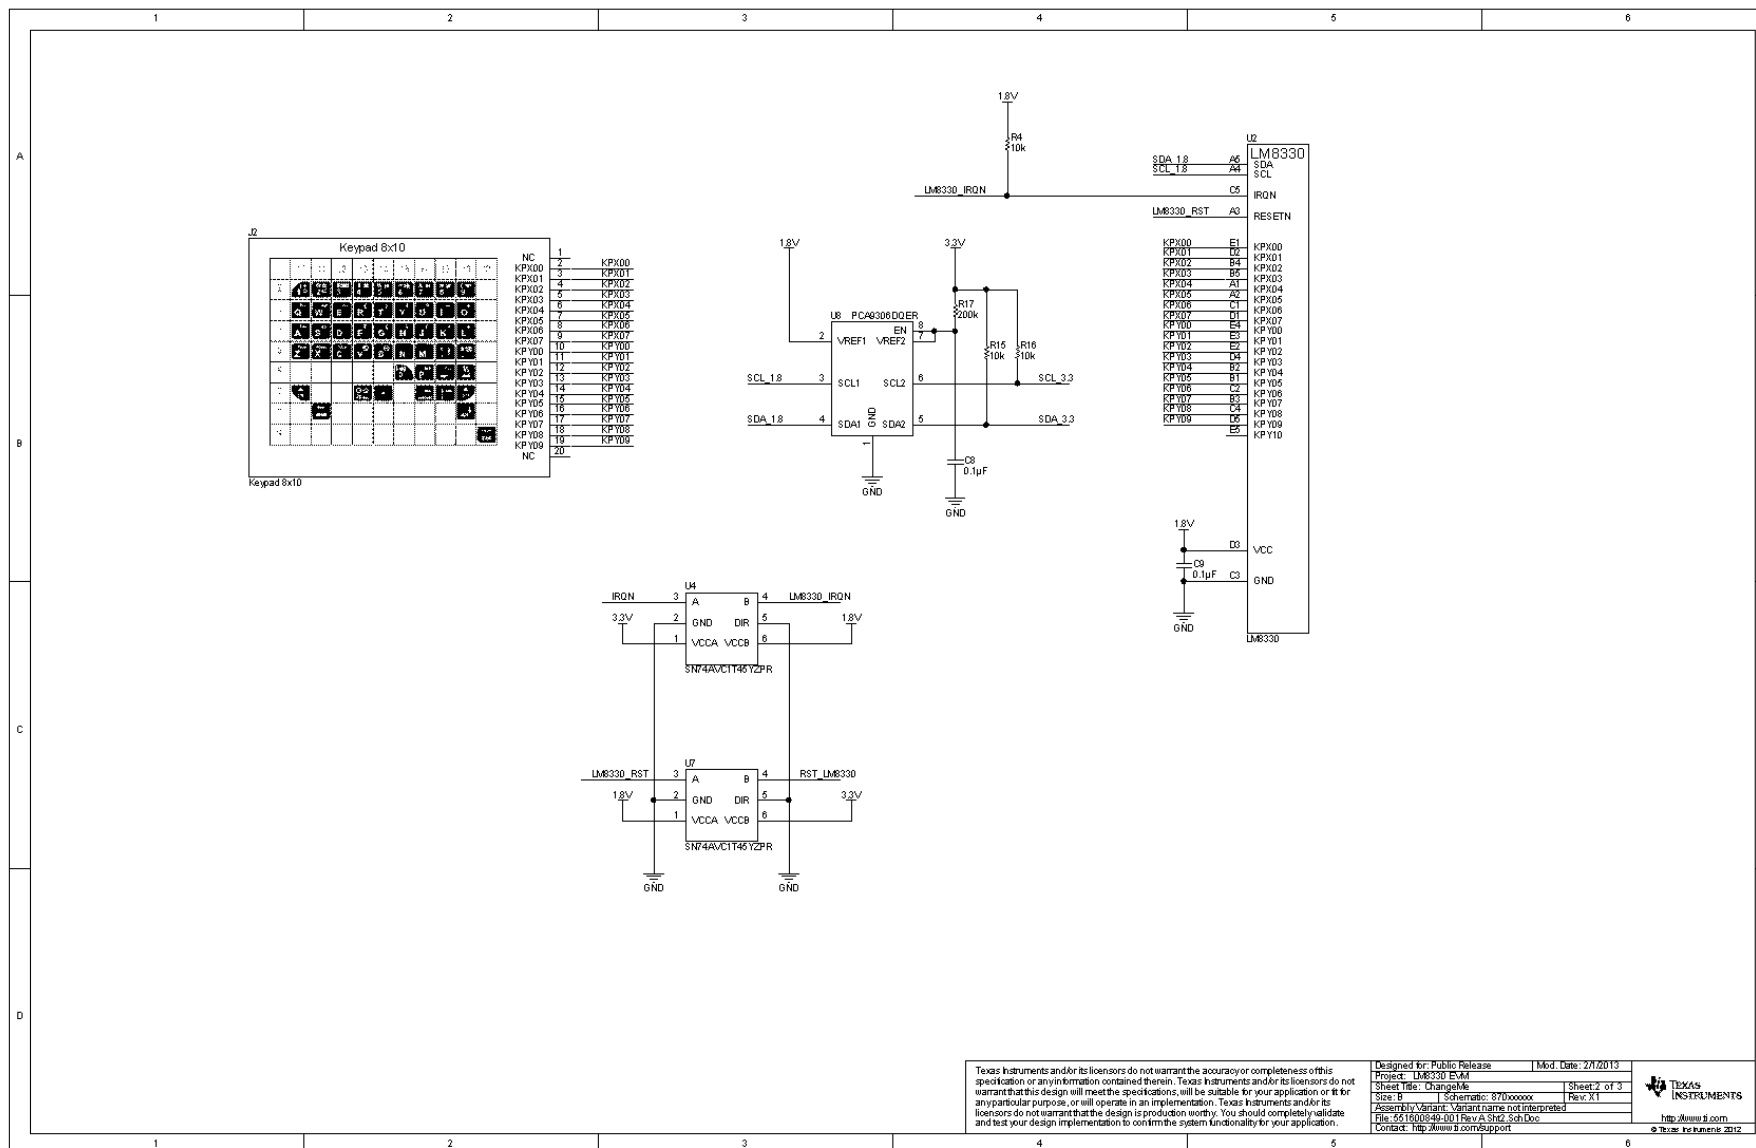 1 2 3 4 5 6
A
B
C
D
1.8V
R4
10k
LM8330_IRQN
U2
LM8330
SDA_1.8 A5 SDA
SCL_1.8 A4 SCL
C5 IRQN
LM8330_RST A3 RESETN
KPX00 E1 KPX00
KPX01 D2 KPX01
KPX02 B4 KPX02
KPX03 B5 KPX03
KPX04 A1 KPX04
KPX05 A2 KPX05
KPX06 C1 KPX06
KPX07 D1 KPX07
KPY00 E4 KPY00
KPY01 E3 KPY01
KPY02 E2 KPY02
KPY03 D4 KPY03
KPY04 B2 KPY04
KPY05 B1 KPY05
KPY06 C2 KPY06
KPY07 B3 KPY07
KPY08 C4 KPY08
KPY09 D5 KPY09
E5 KPY10
1.8V
D3 VCC
C9
0.1µF
C3 GND
GND
LM8330
J2
Keypad 8x10
NC 1
KPX00 2 KPX00
KPX01 3 KPX01
KPX02 4 KPX02
KPX03 5 KPX03
KPX04 6 KPX04
KPX05 7 KPX05
KPX06 8 KPX06
KPX07 9 KPX07
KPY00 10 KPY00
KPY01 11 KPY01
KPY02 12 KPY02
KPY03 13 KPY03
KPY04 14 KPY04
KPY05 15 KPY05
KPY06 16 KPY06
KPY07 17 KPY07
KPY08 18 KPY08
KPY09 19 KPY09
NC 20
Q W E R T Y U I O
A S D F G H J K L
Z X C V B N M
P
Keypad 8x10
1.8V
3.3V
R17
200k
U8 PCA9306DQER
EN 8
2 VREF1 VREF2 7
R15
10k
R16
10k
SCL_1.8 3 SCL1 SCL2 6 SCL_3.3
SDA_1.8 4 SDA1 GND SDA2 5 SDA_3.3
1
GND
C8
0.1µF
GND
U4
IRQN 3 A B 4 LM8330_IRQN
3.3V 2 GND DIR 5 1.8V
1 VCCA VCCB 6
SN74AVC1T45YZPR
U7
LM8330_RST 3 A B 4 RST_LM8330
1.8V 2 GND DIR 5 3.3V
1 VCCA VCCB 6
SN74AVC1T45YZPR
GND GND
Texas Instruments and/or its licensors do not warrant the accuracy or completeness of this
specification or any information contained therein. Texas Instruments and/or its licensors do not
warrant that this design will meet the specifications, will be suitable for your application or fit for
any particular purpose, or will operate in an implementation. Texas Instruments and/or its
licensors do not warrant that the design is production worthy. You should completely validate
and test your design implementation to confirm the system functionality for your application.
Designed for: Public Release Mod. Date: 2/1/2013
Project: LM8330 EVM
Sheet Title: ChangeMe Sheet: 2 of 3
Size: B Schematic: 870xxxxxx Rev: X1
Assembly Variant: Variant name not interpreted
File: 551600849-001 Rev A Sht2.SchDoc
Contact: http://www.ti.com/support
TEXAS
INSTRUMENTS
http://www.ti.com
© Texas Instruments 2012
1 2 3 4 5 6